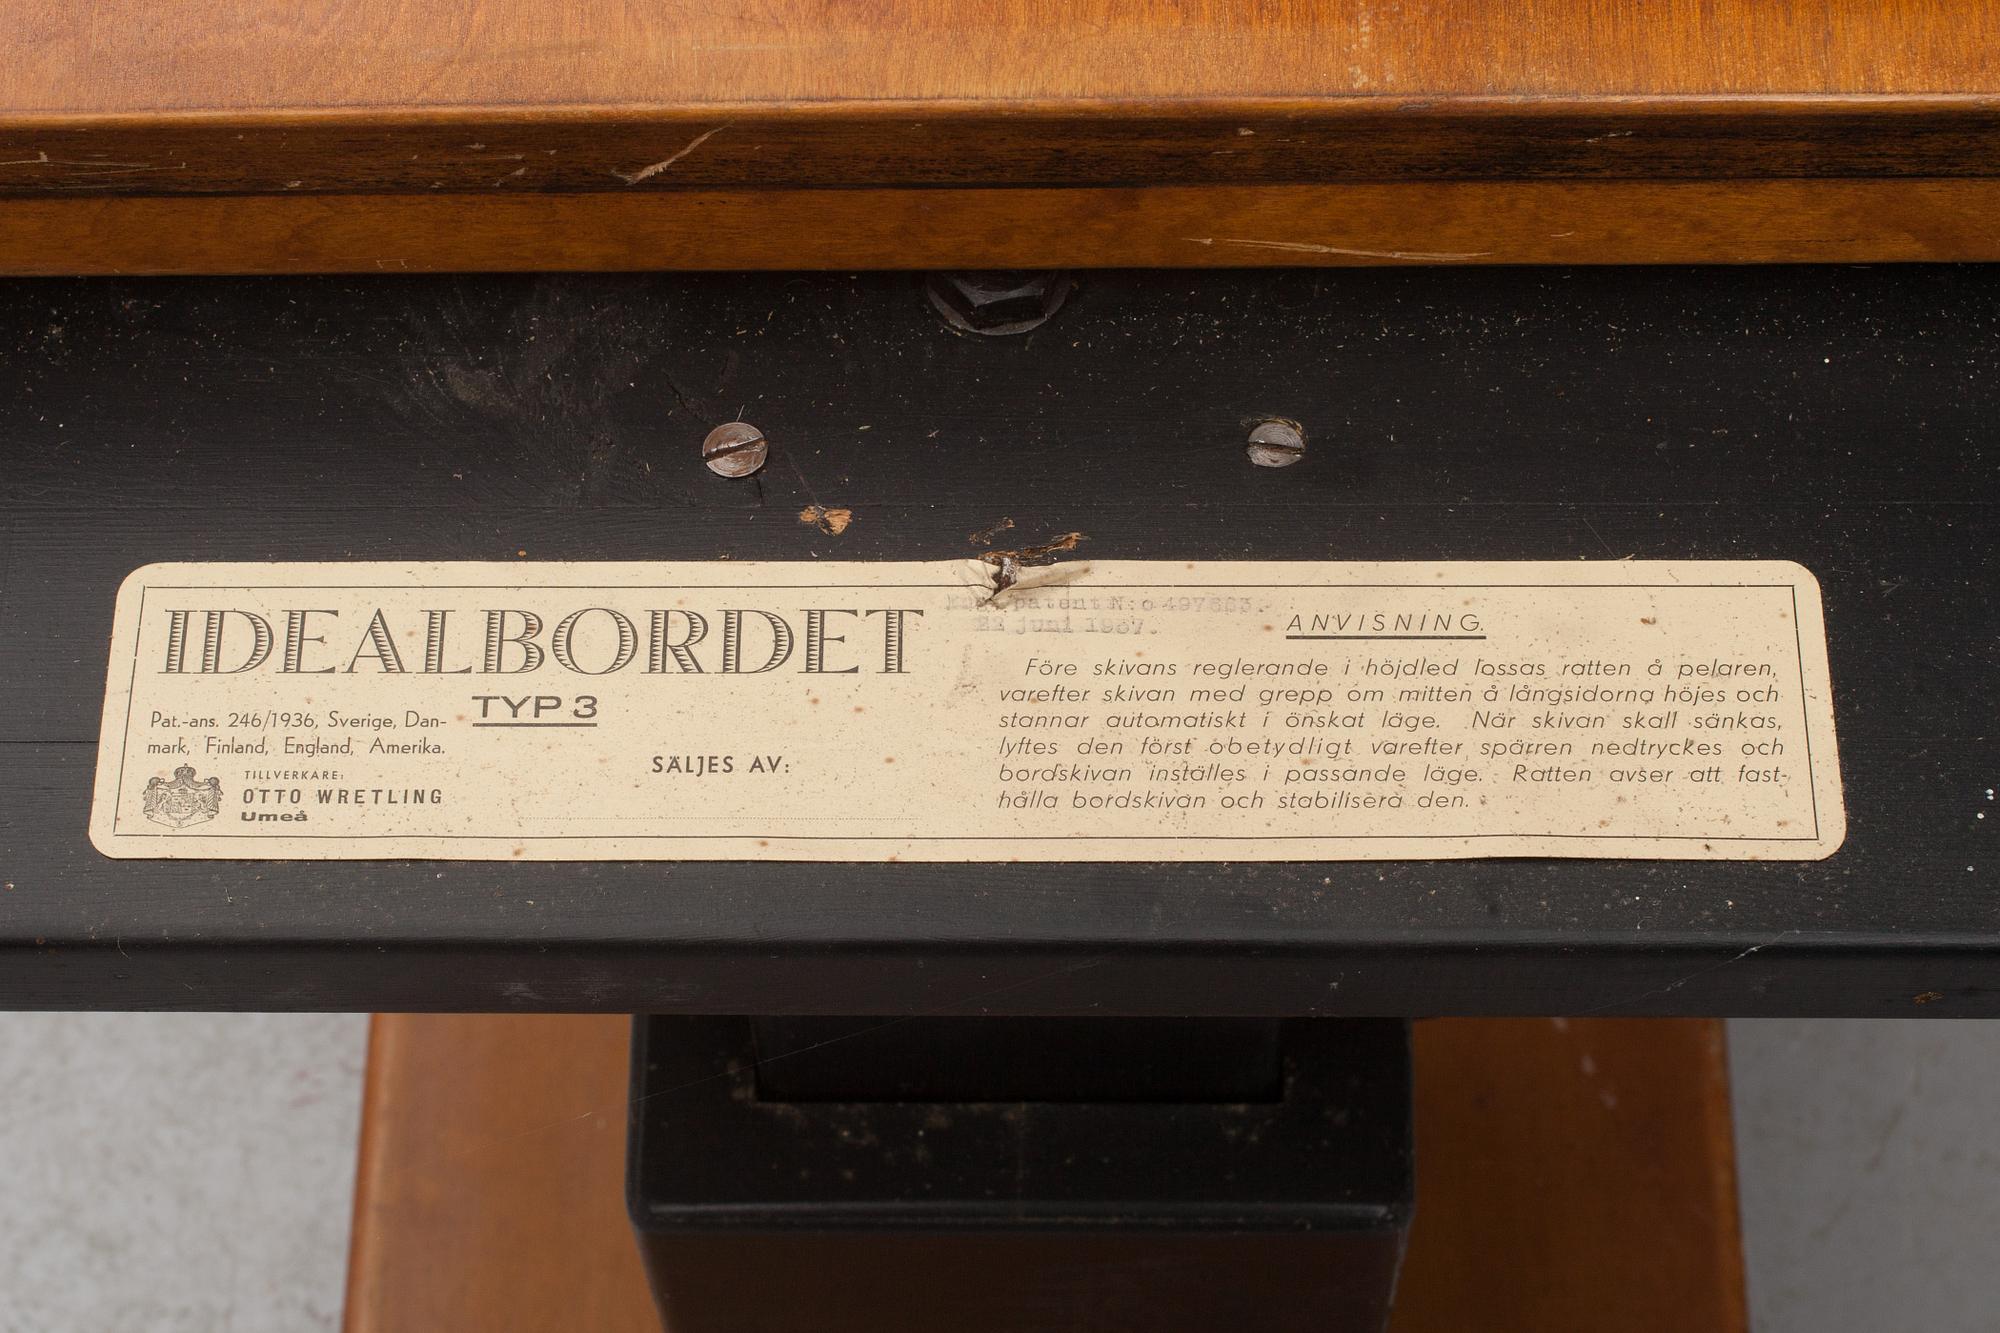 IDEALBORDET
TYP 3
Pat.-ans. 246/1936, Sverige, Dan-
mark, Finland, England, Amerika.
TILLVERKARE:
OTTO WRETLING
Umeå
SÄLJES AV:
patent N:o
22 juni
ANVISNING.
Före skivans reglerande i höjdled lossas ratten å pelaren,
varefter skivan med grepp om mitten å långsidorna höjes och
stannar automatiskt i önskat läge. När skivan skall sänkas,
lyftes den först obetydligt varefter spärren nedtryckes och
bordskivan inställes i passande läge. Ratten avser att fast-
hålla bordskivan och stabilisera den.